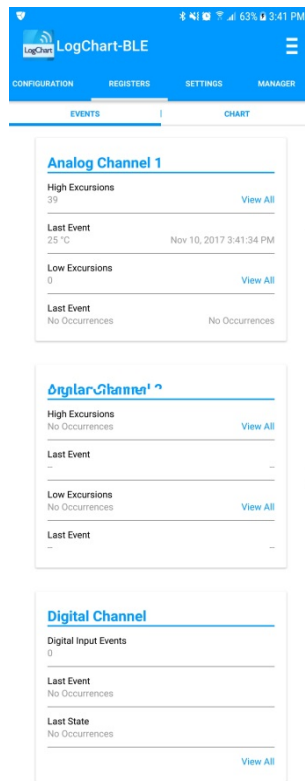 63% 3:41 PM
LogChart LogChart-BLE
CONFIGURATION REGISTERS SETTINGS MANAGER
EVENTS CHART
Analog Channel 1
High Excursions
39 View All
Last Event
25 °C Nov 10, 2017 3:41:34 PM
Low Excursions
0 View All
Last Event
No Occurrences No Occurrences
High Excursions
No Occurrences View All
Last Event
– –
Low Excursions
No Occurrences View All
Last Event
– –
Digital Channel
Digital Input Events
0
Last Event
No Occurrences
Last State
No Occurrences
View All